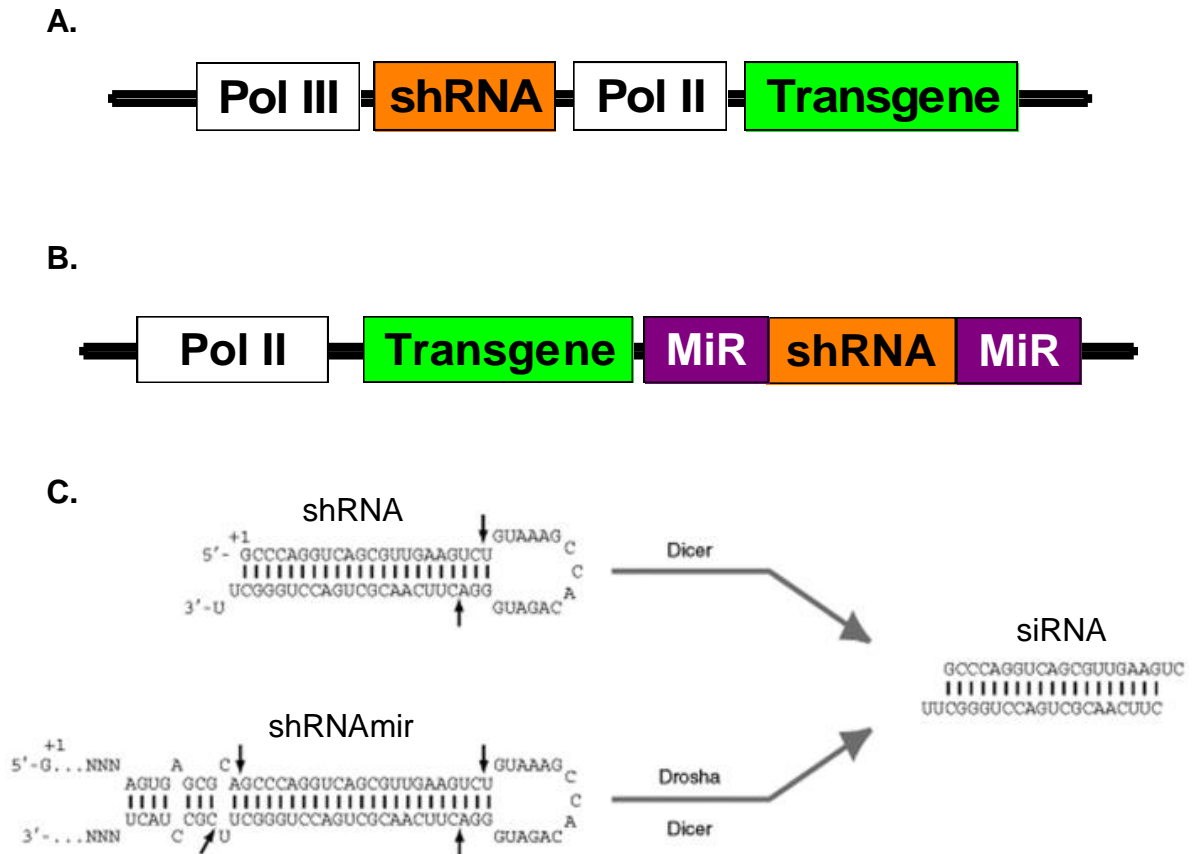 A.
Pol III shRNA Pol II Transgene
B.
Pol II Transgene MiR shRNA MiR
C.
shRNA
+1
5'- GCCCAGGUCAGCGUUGAAGUCU GUAAAG C
C
A
UCGGGUCCAGUCGCAACUUCAGG GUAGAC
3'-U
Dicer
siRNA
GCCCAGGUCAGCGUUGAAGUC
UUCGGGUCCAGUCGCAACUUC
shRNAmir
+1
5'-G...NNN A C GUAAAG C
AGUG GCG AGCCCAGGUCAGCGUUGAAGUCU C
UCAU CGC UCGGGUCCAGUCGCAACUUCAGG A
3'-...NNN C U GUAGAC
Drosha
Dicer